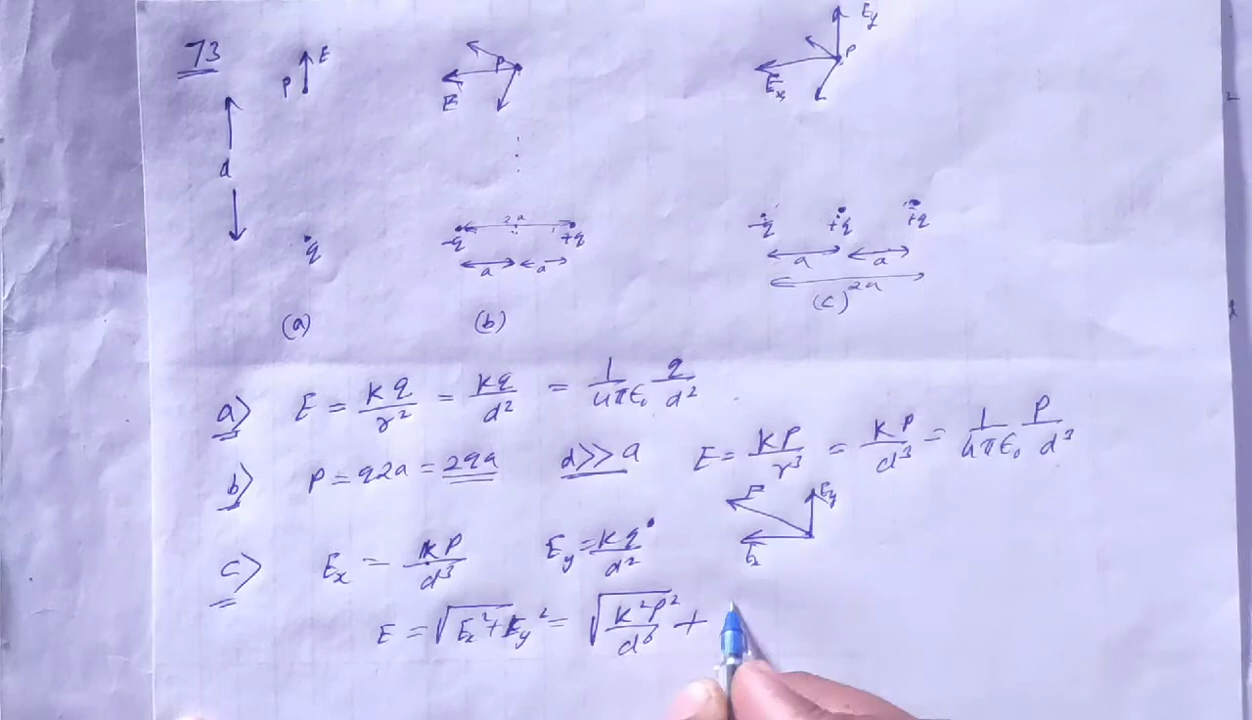 73
P E
d
q
(a)
P
E
2a
-q +q
a a
(b)
Ey
P
Ex
-q +q +q
a a
2a
(c)
a> E = Kq/r² = Kq/d² = 1/4πϵ₀ q/d² .
b> P = q2a = 2qa d>>a E = KP/r³ = KP/d³ = 1/4πϵ₀ P/d³
E Ey
Ex
c> Ex = KP/d³ Ey = Kq/d²
E = √Ex²+Ey² = √K²P²/d⁶ +